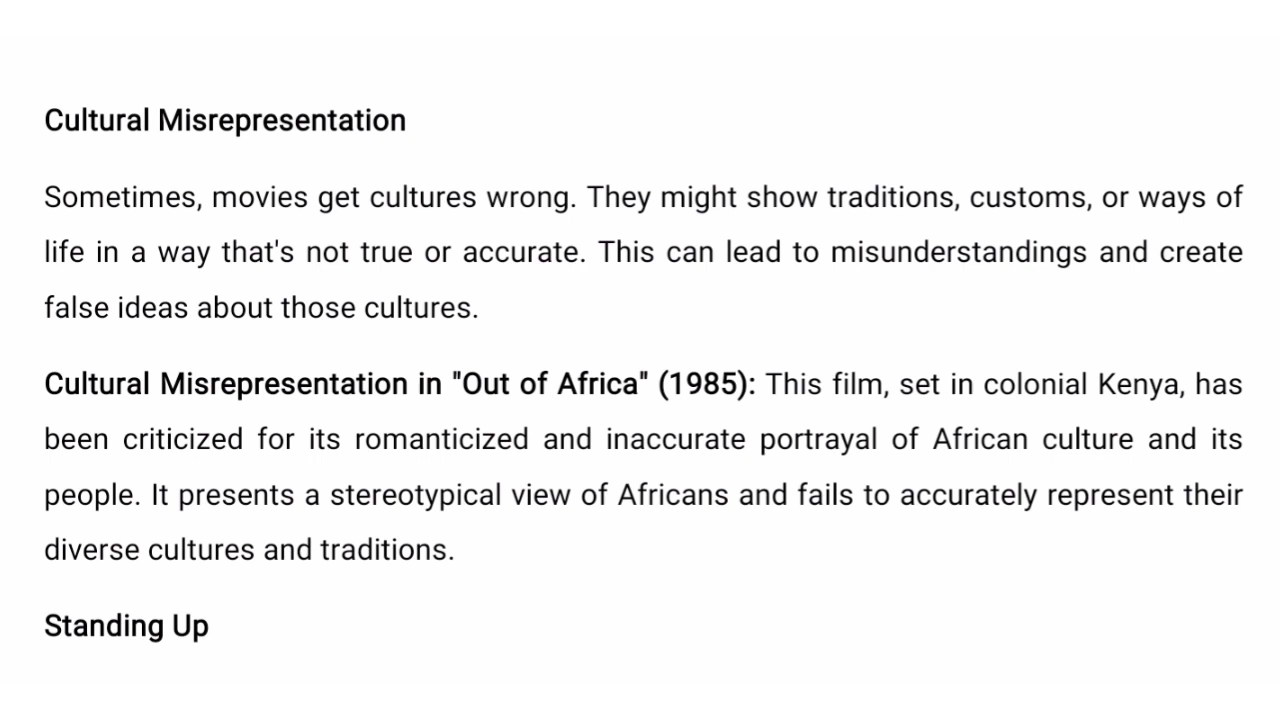 Cultural Misrepresentation
Sometimes, movies get cultures wrong. They might show traditions, customs, or ways of
life in a way that's not true or accurate. This can lead to misunderstandings and create
false ideas about those cultures.
Cultural Misrepresentation in "Out of Africa" (1985): This film, set in colonial Kenya, has
been criticized for its romanticized and inaccurate portrayal of African culture and its
people. It presents a stereotypical view of Africans and fails to accurately represent their
diverse cultures and traditions.
Standing Up